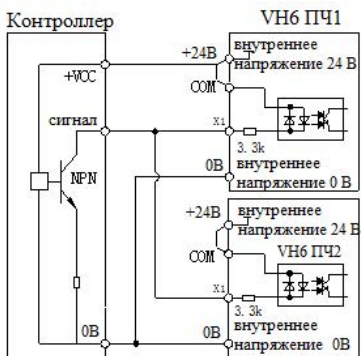 Контроллер
VH6 ПЧ1
+24В
внутреннее
напряжение 24 В
+VCC
COM
сигнал
X1
3. 3k
NPN
0В
внутреннее
напряжение 0 В
+24В
внутреннее
напряжение 24 В
COM
VH6 ПЧ2
X1
3. 3k
0В
0В
внутреннее
напряжение 0В